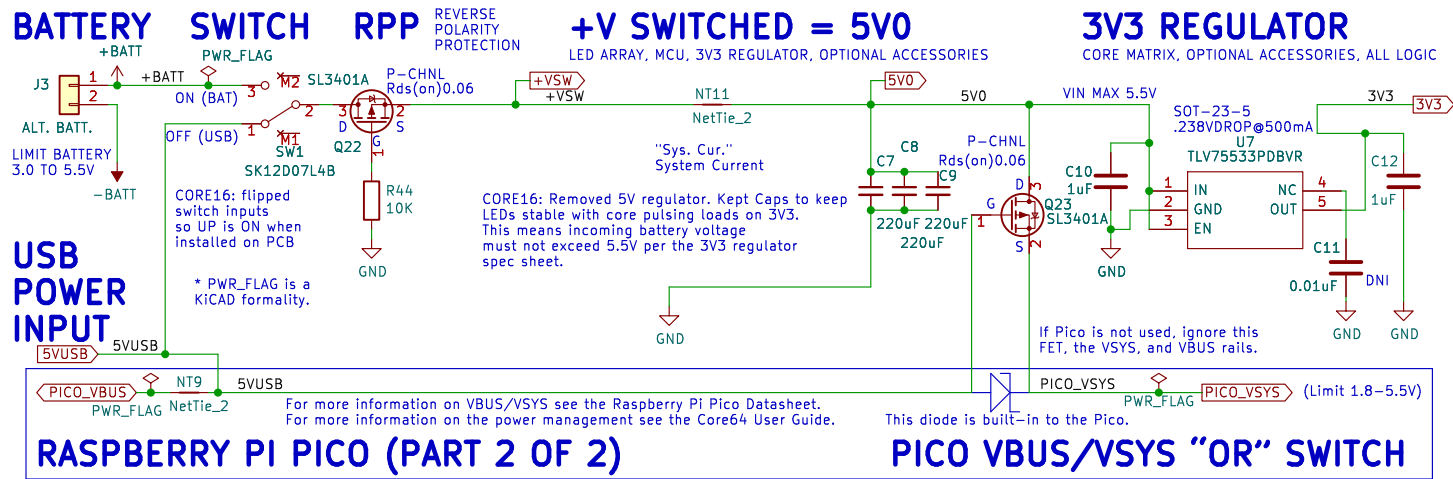 BATTERY SWITCH RPP
REVERSE
POLARITY
PROTECTION
+V SWITCHED = 5V0
LED ARRAY, MCU, 3V3 REGULATOR, OPTIONAL ACCESSORIES
3V3 REGULATOR
CORE MATRIX, OPTIONAL ACCESSORIES, ALL LOGIC
+BATT
PWR_FLAG
J3
1
2
+BATT
ALT. BATT.
LIMIT BATTERY
3.0 TO 5.5V
-BATT
ON (BAT)
OFF (USB)
3
M2
2
1
M1
SW1
SK12D07L4B
SL3401A
P-CHNL
Rds(on)0.06
3
2
D
S
G
1
Q22
R44
10K
GND
CORE16: flipped
switch inputs
so UP is ON when
installed on PCB
* PWR_FLAG is a
KiCAD formality.
+VSW
+VSW
NT11
NetTie_2
"Sys. Cur."
System Current
CORE16: Removed 5V regulator. Kept Caps to keep
LEDs stable with core pulsing loads on 3V3.
This means incoming battery voltage
must not exceed 5.5V per the 3V3 regulator
spec sheet.
GND
5V0
5V0
C7
C8
C9
220uF
220uF
220uF
P-CHNL
Rds(on)0.06
D
3
G
1
Q23
SL3401A
S
2
VIN MAX 5.5V
C10
1uF
GND
SOT-23-5
.238VDROP@500mA
U7
TLV75533PDBVR
1
IN
2
GND
3
EN
NC
4
OUT
5
3V3
3V3
C12
1uF
C11
0.01uF
DNI
GND
GND
If Pico is not used, ignore this
FET, the VSYS, and VBUS rails.
USB
POWER
INPUT
5VUSB
5VUSB
PICO_VBUS
PWR_FLAG
NT9
NetTie_2
5VUSB
For more information on VBUS/VSYS see the Raspberry Pi Pico Datasheet.
For more information on the power management see the Core64 User Guide.
This diode is built-in to the Pico.
PICO_VSYS
PWR_FLAG
PICO_VSYS
(Limit 1.8-5.5V)
RASPBERRY PI PICO (PART 2 OF 2)
PICO VBUS/VSYS "OR" SWITCH